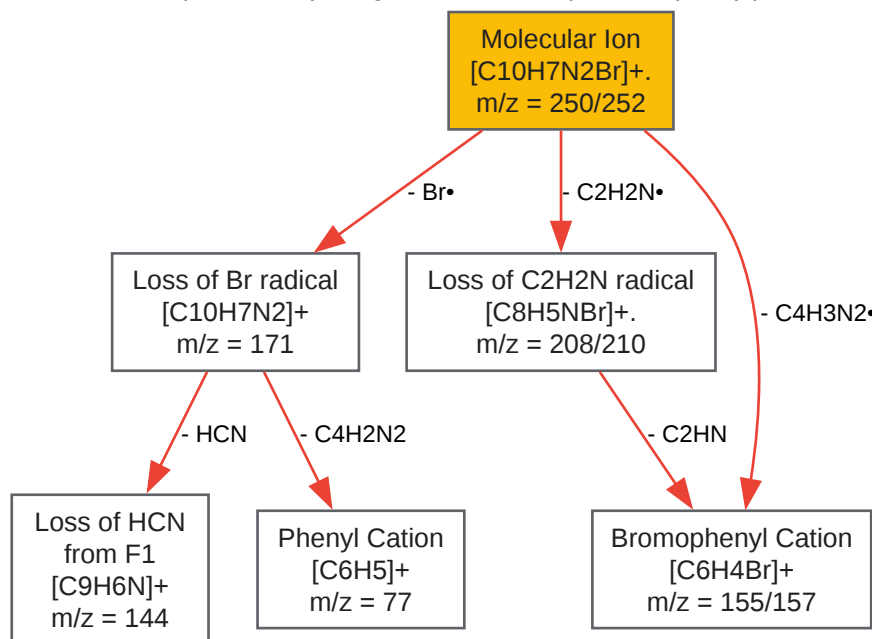 Molecular Ion
[C10H7N2Br]+.
m/z = 250/252
- Br•
- C2H2N•
- C4H3N2•
Loss of Br radical
[C10H7N2]+
m/z = 171
Loss of C2H2N radical
[C8H5NBr]+.
m/z = 208/210
- HCN
- C4H2N2
- C2HN
Loss of HCN
from F1
[C9H6N]+
m/z = 144
Phenyl Cation
[C6H5]+
m/z = 77
Bromophenyl Cation
[C6H4Br]+
m/z = 155/157